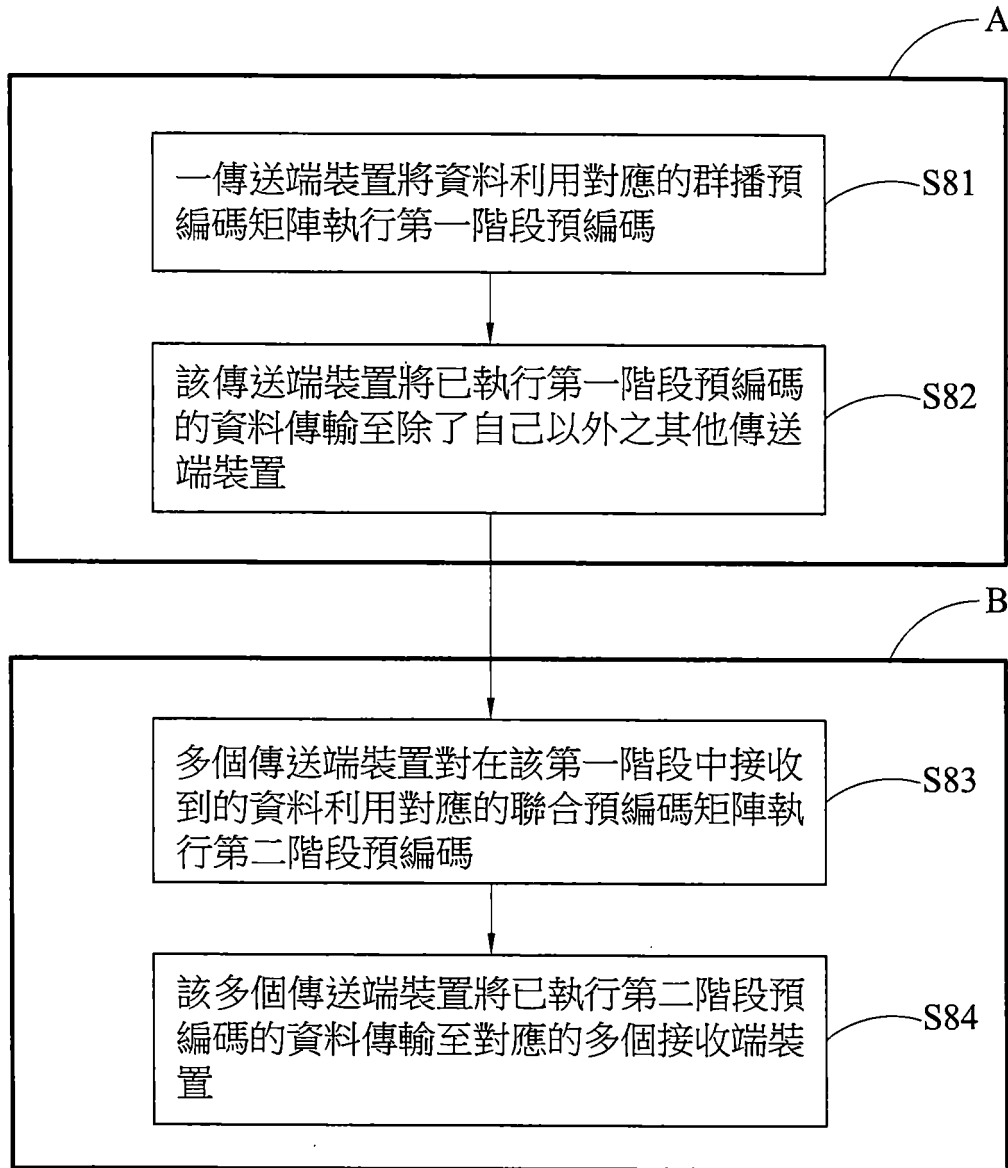 A
一傳送端裝置將資料利用對應的群播預
編碼矩陣執行第一階段預編碼
S81
該傳送端裝置將已執行第一階段預編碼
的資料傳輸至除了自己以外之其他傳送
端裝置
S82
B
多個傳送端裝置對在該第一階段中接收
到的資料利用對應的聯合預編碼矩陣執
行第二階段預編碼
S83
該多個傳送端裝置將已執行第二階段預
編碼的資料傳輸至對應的多個接收端裝
置
S84